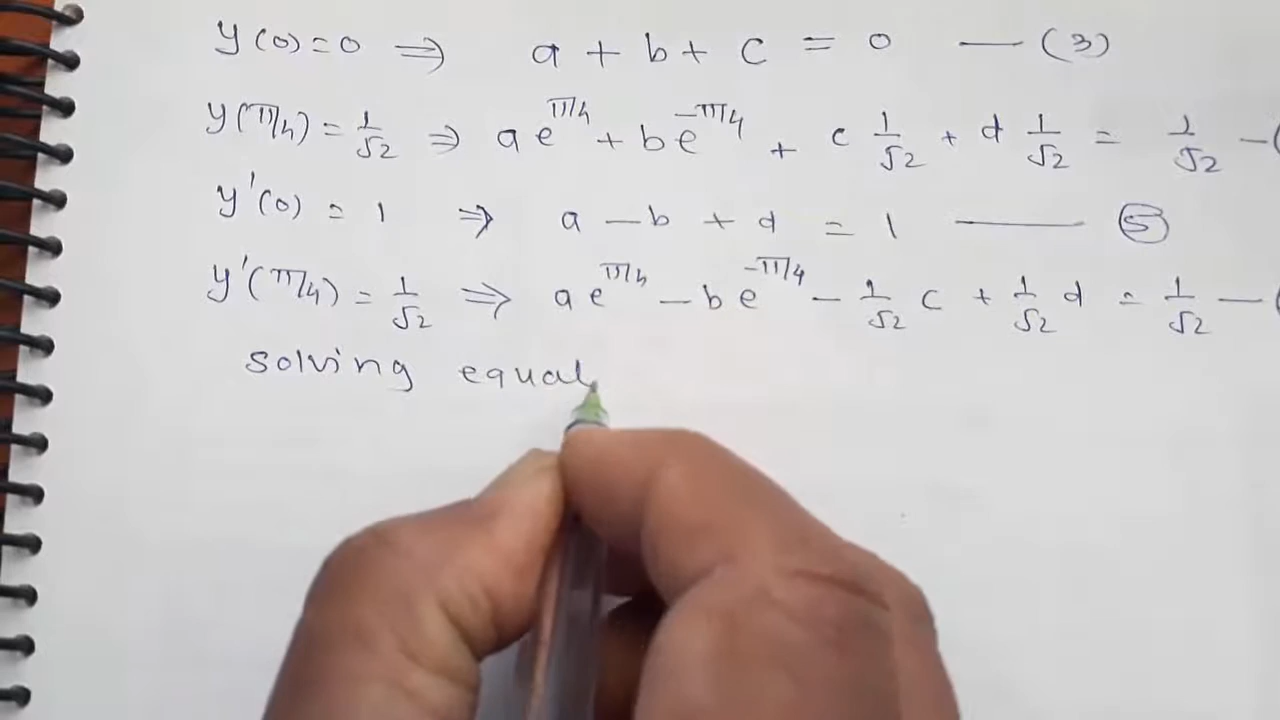 y(0)=0 ⇒ a + b + c = 0 — (3)
y(π/4) = 1/√2 ⇒ a e^π/4 + b e^-π/4 + c 1/√2 + d 1/√2 = 1/√2 — (
y'(0) = 1 ⇒ a — b + d = 1 — ⑤
y'(π/4) = 1/√2 ⇒ a e^π/4 — b e^-π/4 — 1/√2 c + 1/√2 d = 1/√2 — (
solving equat